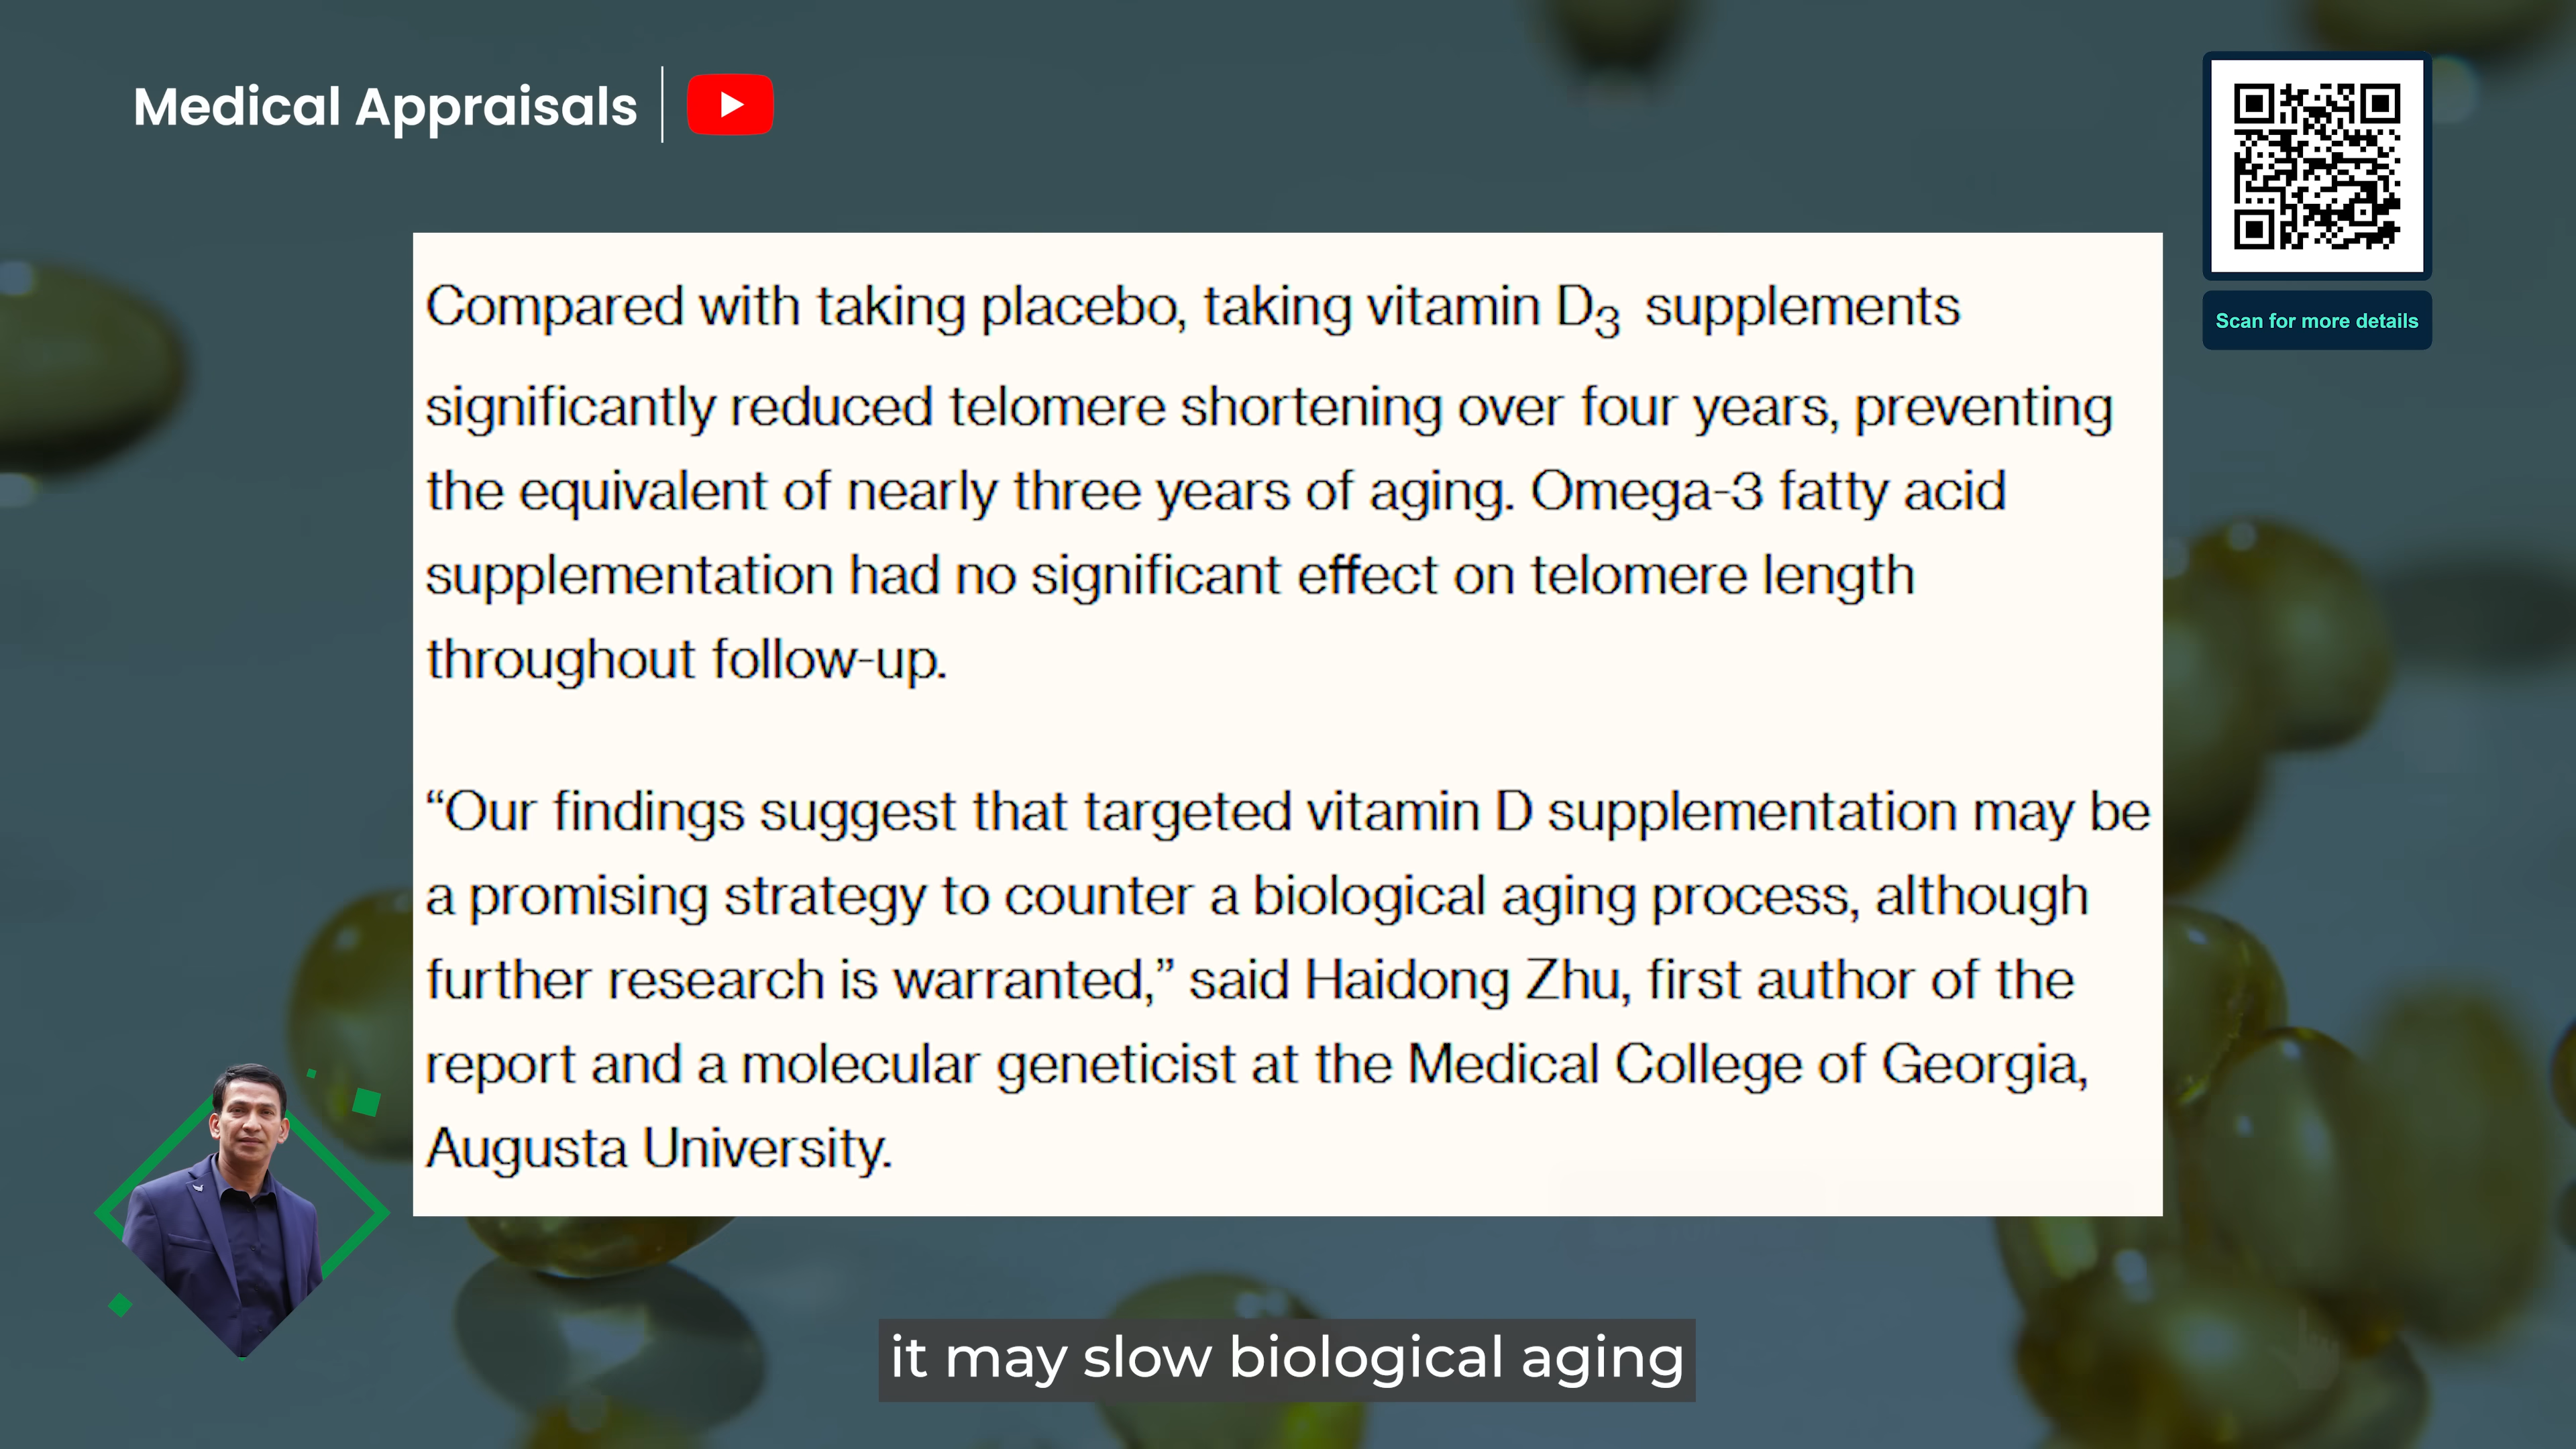 Medical Appraisals
Scan for more details
Compared with taking placebo, taking vitamin D₃ supplements
significantly reduced telomere shortening over four years, preventing
the equivalent of nearly three years of aging. Omega-3 fatty acid
supplementation had no significant effect on telomere length
throughout follow-up.
“Our findings suggest that targeted vitamin D supplementation may be
a promising strategy to counter a biological aging process, although
further research is warranted,” said Haidong Zhu, first author of the
report and a molecular geneticist at the Medical College of Georgia,
Augusta University.
it may slow biological aging